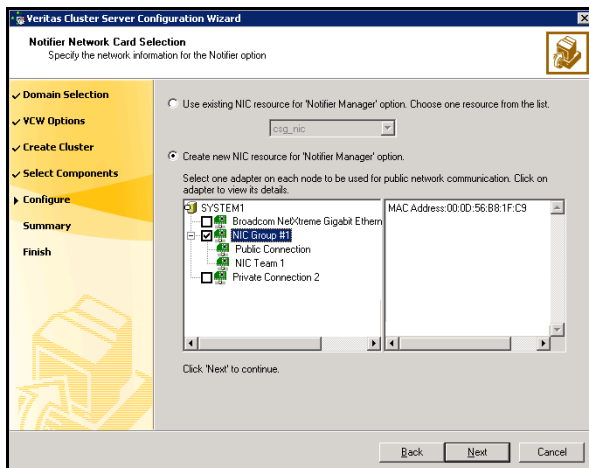 Veritas Cluster Server Configuration Wizard
Notifier Network Card Selection
Specify the network information for the Notifier option
Domain Selection
VCW Options
Create Cluster
Select Components
Configure
Summary
Finish
Use existing NIC resource for 'Notifier Manager' option. Choose one resource from the list.
csg_nic
Create new NIC resource for 'Notifier Manager' option.
Select one adapter on each node to be used for public network communication. Click on
adapter to view its details.
SYSTEM1
Broadcom NetXtreme Gigabit Ethern
NIC Group #1
Public Connection
NIC Team 1
Private Connection 2
MAC Address:00:0D:56:B8:1F:C9
Click 'Next' to continue.
Back
Next
Cancel